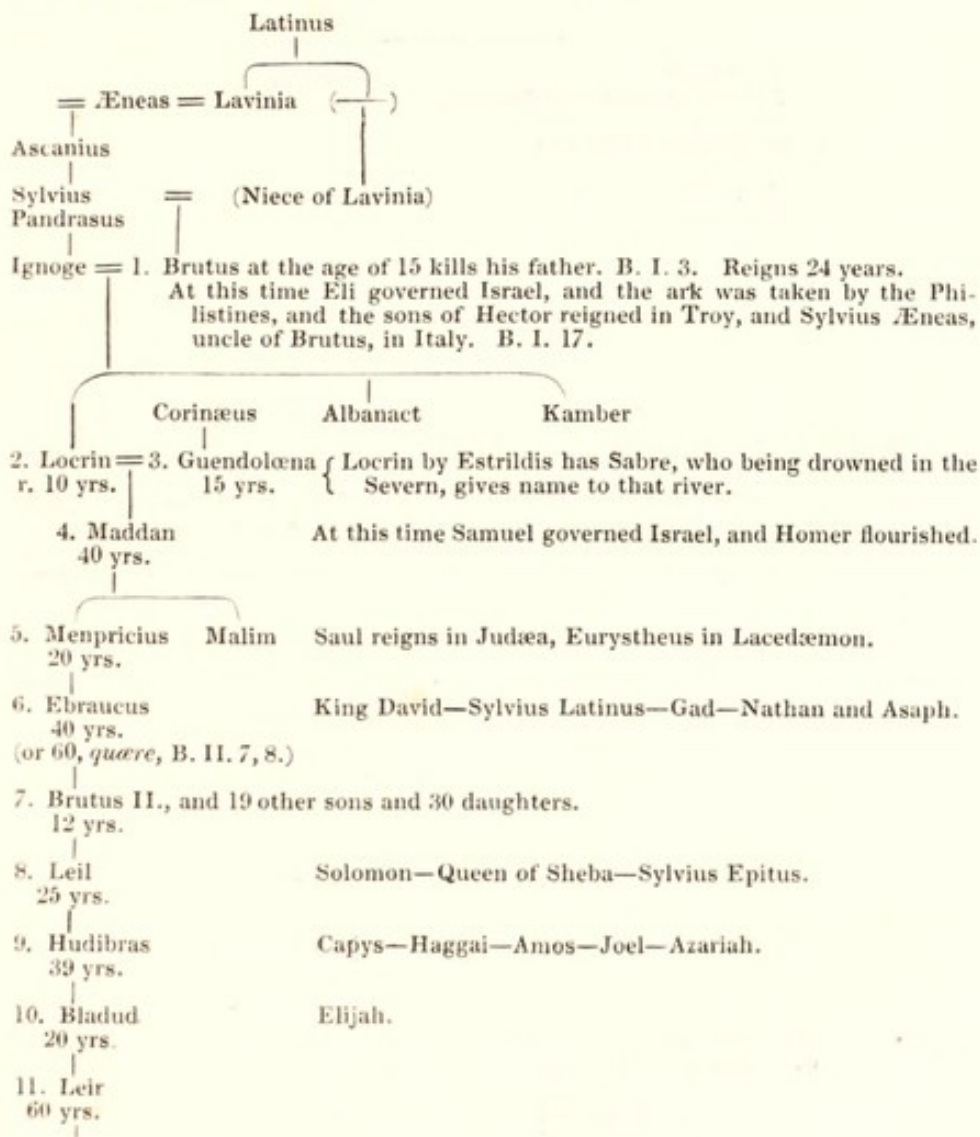 Latinus
= Æneas = Lavinia (——)
Ascanius
Sylvius = (Niece of Lavinia)
Pandrasus
Ignoge = 1. Brutus at the age of 15 kills his father. B. I. 3. Reigns 24 years.
At this time Eli governed Israel, and the ark was taken by the Phi-
listines, and the sons of Hector reigned in Troy, and Sylvius Æneas,
uncle of Brutus, in Italy. B. I. 17.
Corinæus Albanact Kamber
2. Locrin = 3. Guendolœna { Locrin by Estrildis has Sabre, who being drowned in the
r. 10 yrs. 15 yrs. Severn, gives name to that river.
4. Maddan At this time Samuel governed Israel, and Homer flourished.
40 yrs.
5. Menpricius Malim Saul reigns in Judæa, Eurystheus in Lacedæmon.
20 yrs.
6. Ebraucus King David—Sylvius Latinus—Gad—Nathan and Asaph.
40 yrs.
(or 60, quære, B. II. 7, 8.)
7. Brutus II., and 19 other sons and 30 daughters.
12 yrs.
8. Leil Solomon—Queen of Sheba—Sylvius Epitus.
25 yrs.
9. Hudibras Capys—Haggai—Amos—Joel—Azariah.
39 yrs.
10. Bladud Elijah.
20 yrs.
11. Leir
60 yrs.